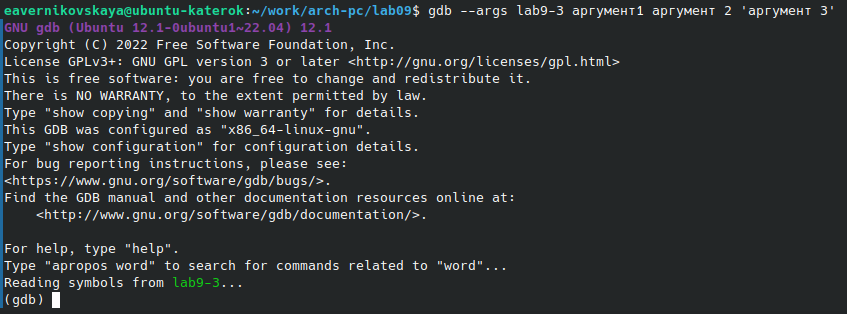 eavernikovskaya@ubuntu-katerok:~/work/arch-pc/lab09$ gdb --args lab9-3 аргумент1 аргумент 2 'аргумент 3'
GNU gdb (Ubuntu 12.1-0ubuntu1~22.04) 12.1
Copyright (C) 2022 Free Software Foundation, Inc.
License GPLv3+: GNU GPL version 3 or later <http://gnu.org/licenses/gpl.html>
This is free software: you are free to change and redistribute it.
There is NO WARRANTY, to the extent permitted by law.
Type "show copying" and "show warranty" for details.
This GDB was configured as "x86_64-linux-gnu".
Type "show configuration" for configuration details.
For bug reporting instructions, please see:
<https://www.gnu.org/software/gdb/bugs/>.
Find the GDB manual and other documentation resources online at:
    <http://www.gnu.org/software/gdb/documentation/>.

For help, type "help".
Type "apropos word" to search for commands related to "word"...
Reading symbols from lab9-3...
(gdb)